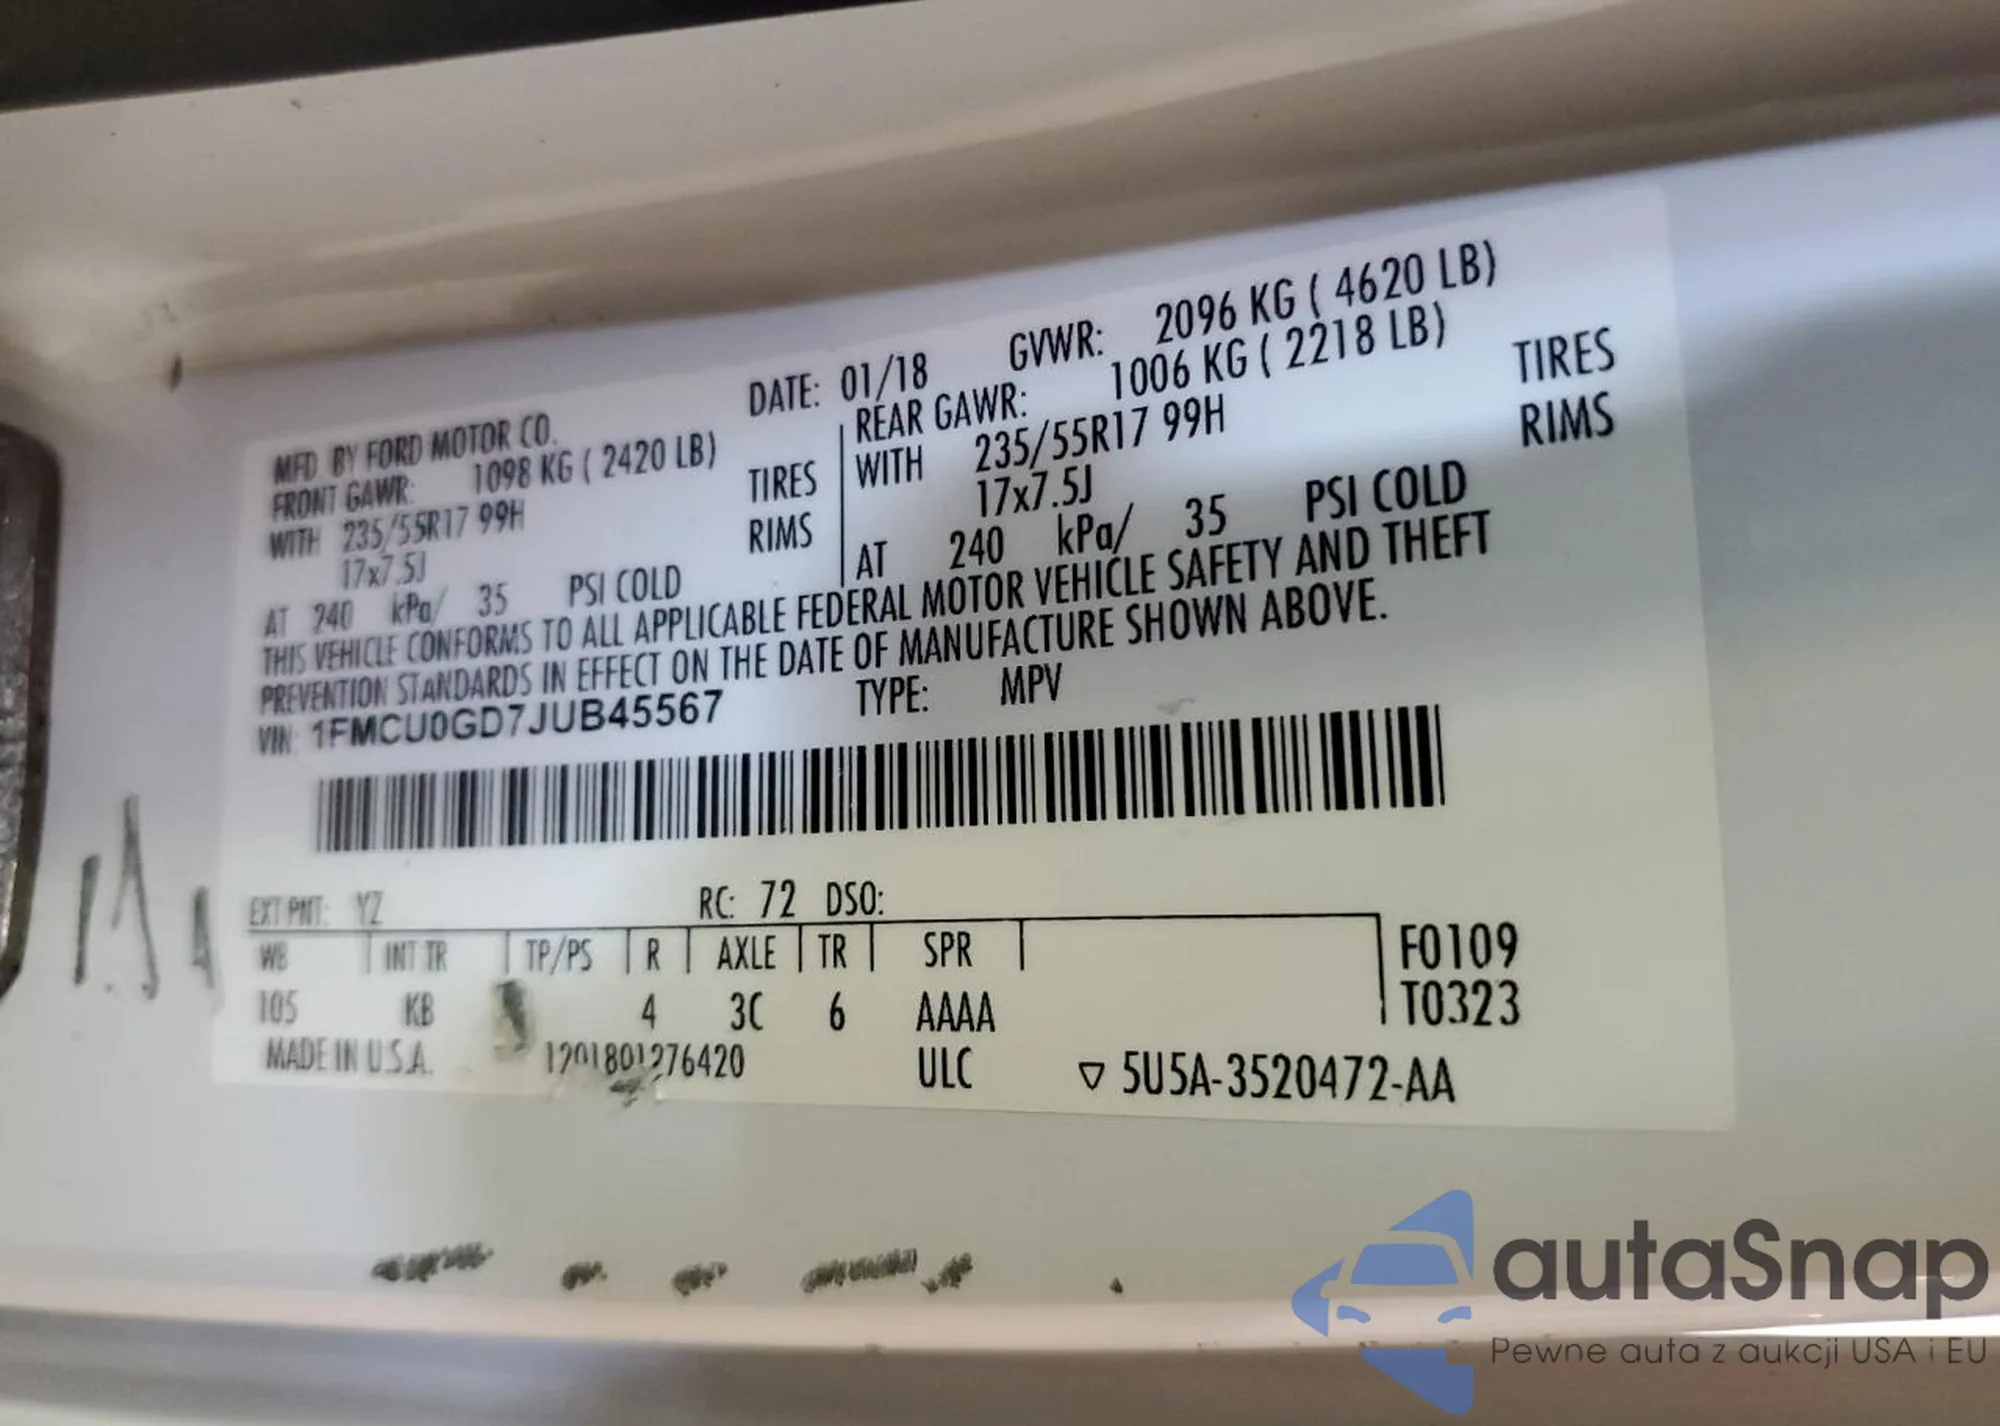 MFD BY FORD MOTOR CO. DATE: 01/18 GVWR: 2096 KG ( 4620 LB)
FRONT GAWR: 1098 KG ( 2420 LB) REAR GAWR: 1006 KG ( 2218 LB)
WITH 235/55R17 99H TIRES WITH 235/55R17 99H TIRES
17x7.5J RIMS 17x7.5J RIMS
AT 240 kPa/ 35 PSI COLD AT 240 kPa/ 35 PSI COLD
THIS VEHICLE CONFORMS TO ALL APPLICABLE FEDERAL MOTOR VEHICLE SAFETY AND THEFT
PREVENTION STANDARDS IN EFFECT ON THE DATE OF MANUFACTURE SHOWN ABOVE.
VIN: 1FMCU0GD7JUB45567 TYPE: MPV
EXT PNT: YZ RC: 72 DSO:
WB INT TR TP/PS R AXLE TR SPR F0109
105 KB 4 3C 6 AAAA T0323
MADE IN U.S.A. 1201801276420 ULC ▽ 5U5A-3520472-AA
autaSnap
Pewne auta z aukcji USA i EU